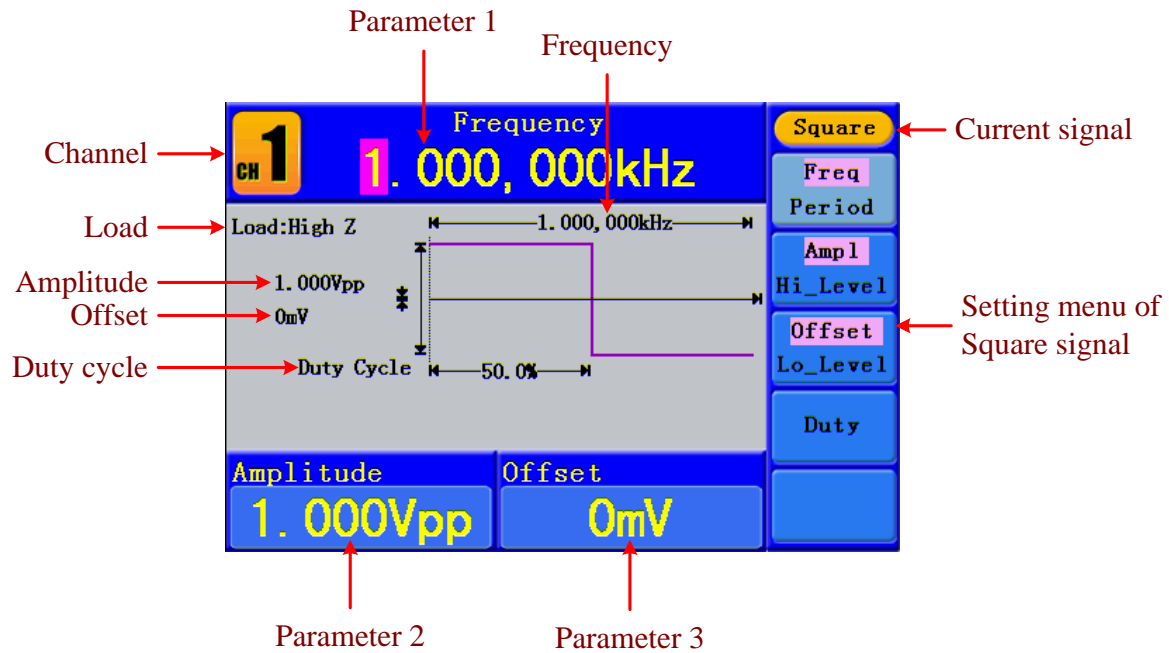 Parameter 1
Frequency
Channel
CH 1
Frequency
1.000,000kHz
Square
Current signal
Freq
Period
Load
Load:High Z
1.000,000kHz
Ampl
Hi_Level
Amplitude
1.000Vpp
Offset
0mV
Offset
Lo_Level
Setting menu of
Square signal
Duty cycle
Duty Cycle
50.0%
Duty
Amplitude
1.000Vpp
Offset
0mV
Parameter 2
Parameter 3